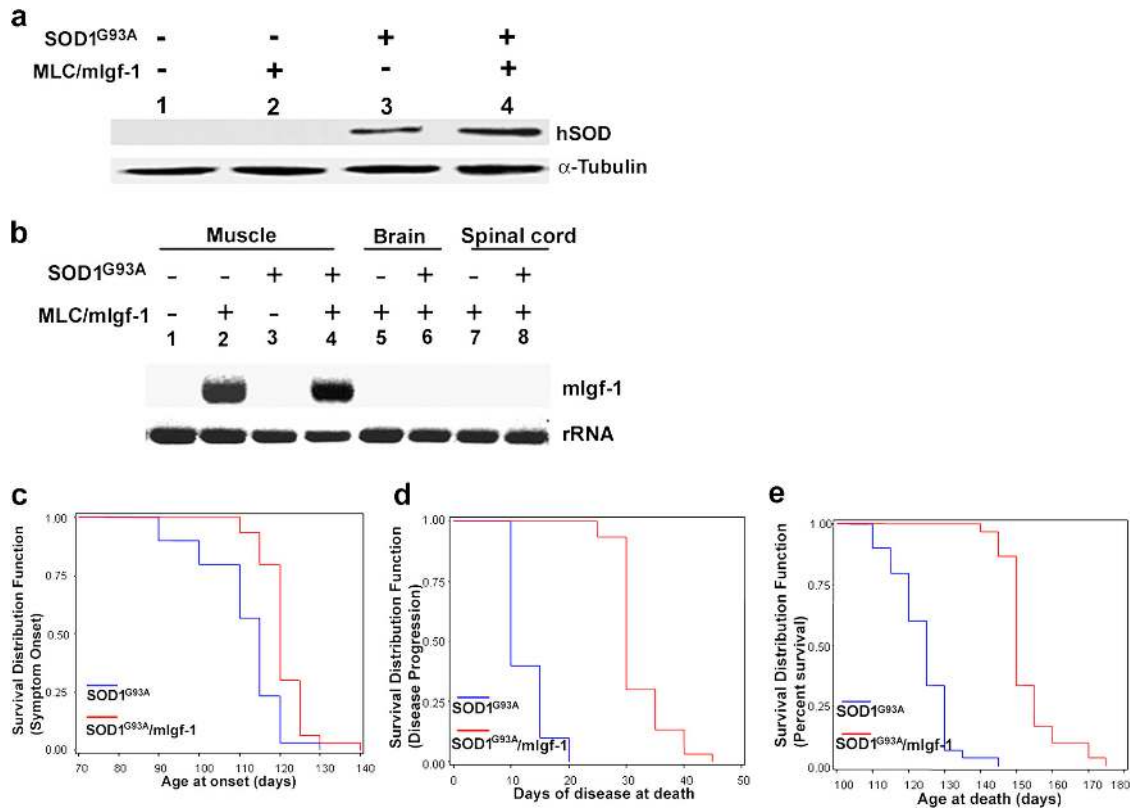 a
SOD1G93A - - + +
MLC/mIgf-1 - + - +
1 2 3 4
hSOD
α-Tubulin
b
Muscle Brain Spinal cord
SOD1G93A - - + + - + - +
MLC/mIgf-1 - + - + + + + +
1 2 3 4 5 6 7 8
mIgf-1
rRNA
c
Survival Distribution Function
(Symptom Onset)
1.00
0.75
0.50
0.25
0.00
SOD1G93A
SOD1G93A/mIgf-1
70 80 90 100 110 120 130 140
Age at onset (days)
d
Survival Distribution Function
(Disease Progression)
1.00
0.75
0.50
0.25
0.00
SOD1G93A
SOD1G93A/mIgf-1
0 10 20 30 40 50
Days of disease at death
e
Survival Distribution Function
(Percent survival)
1.00
0.75
0.50
0.25
0.00
SOD1G93A
SOD1G93A/mIgf-1
100 110 120 130 140 150 160 170 180
Age at death (days)